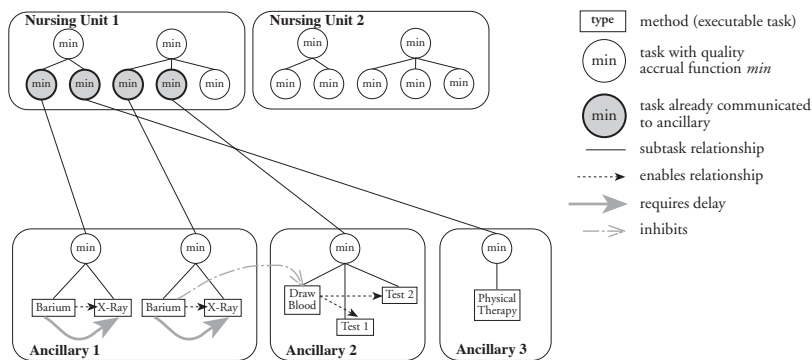 Nursing Unit 1
Nursing Unit 2
min
min
min
min
min
min
min
min
min
min
min
min
min
min
type
method (executable task)
min
task with quality
accrual function min
min
task already communicated
to ancillary
subtask relationship
enables relationship
requires delay
inhibits
min
min
min
min
Barium
X-Ray
Barium
X-Ray
Draw
Blood
Test 2
Test 1
Physical
Therapy
Ancillary 1
Ancillary 2
Ancillary 3